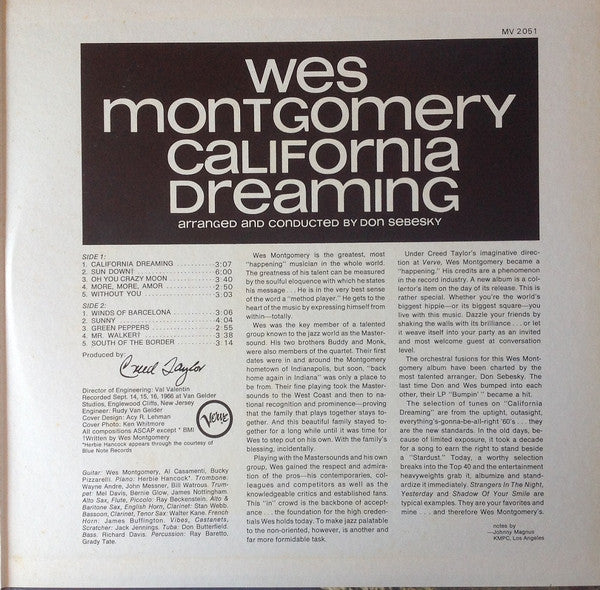 MV 2051
wes
montgomery
california
dreaming
arranged and conducted by don sebesky
SIDE 1:
1. CALIFORNIA DREAMING .......... 3:07
2. SUN DOWN† .......... 6:00
3. OH YOU CRAZY MOON .......... 3:40
4. MORE, MORE, AMOR .......... 2:50
5. WITHOUT YOU .......... 3:03
SIDE 2:
1. WINDS OF BARCELONA .......... 3:06
2. SUNNY .......... 4:04
3. GREEN PEPPERS .......... 2:55
4. MR. WALKER† .......... 3:38
5. SOUTH OF THE BORDER .......... 3:14
Produced by:
Creed Taylor
Director of Engineering: Val Valentin
Recorded Sept. 14, 15, 16, 1966 at Van Gelder
Studios, Englewood Cliffs, New Jersey
Engineer: Rudy Van Gelder
Cover Design: Acy R. Lehman
Cover Photo: Ken Whitmore
All compositions ASCAP except * BMI
†Written by Wes Montgomery
*Herbie Hancock appears through the courtesy of
Blue Note Records
Verve
Guitar: Wes Montgomery, Al Casamenti, Bucky
Pizzarelli. Piano: Herbie Hancock* Trombone:
Wayne Andre, John Messner, Bill Watrous. Trum-
pet: Mel Davis, Bernie Glow, James Nottingham.
Alto Sax, Flute, Piccolo: Ray Beckenstein. Alto &
Baritone Sax, English Horn, Clarinet: Stan Webb.
Bassoon, Clarinet, Tenor Sax: Walter Kane. French
Horn: James Buffington. Vibes, Castanets,
Scratcher: Jack Jennings. Tuba: Don Butterfield.
Bass: Richard Davis. Percussion: Ray Baretto.
Grady Tate.
Wes Montgomery is the greatest, most
"happening" musician in the whole world.
The greatness of his talent can be measured
by the soulful eloquence with which he states
his message . . . He is in the very best sense
of the word a "method player." He gets to the
heart of the music by expressing himself from
within—totally.
Wes was the key member of a talented
group known to the jazz world as the Master-
sound. His two brothers Buddy and Monk, were
also members of the quartet. Their first
dates were in and around the Montgomery
hometown of Indianapolis, but soon, "back
home again in Indiana" was only a place to
be from. Their fine playing took the Mastersounds
to the West Coast and then to na-
tional recognition and prominence—proving
that the family that plays together stays to-
gether. And this beautiful family stayed to-
gether for a long while until it was time for
Wes to step out on his own. With the family's
blessing, incidentally.
Playing with the Mastersounds and his own
group, Wes gained the respect and admira-
tion of the pros—his contemporaries, col-
leagues and competitors as well as the
knowledgeable critics and established fans.
This "in" crowd is the backbone of accept-
ance . . . the foundation for the high creden-
tials Wes holds today. To make jazz palatable
to the non-oriented, however, is another and
far more formidable task.
Under Creed Taylor's imaginative direc-
tion at Verve, Wes Montgomery became a
"happening." His credits are a phenomenon
in the record industry. A new album is a col-
lector's item on the day of its release. This is
rather special. Whether you're the world's
biggest hippie—or its biggest square—you
live with this music. Dazzle your friends by
shaking the walls with its brilliance . . . or let
it weave itself into your party as an invited
and most welcome guest at conversation
level.
The orchestral fusions for this Wes Mont-
gomery album have been charted by the
most talented arranger, Don Sebesky. The
last time Don and Wes bumped into each
other, their LP "Bumpin'" became a hit.
The selection of tunes on "California
Dreaming" are from the uptight, outasight,
everything's-gonna-be-all-right '60's . . . they
are the new standards. In the old days, be-
cause of limited exposure, it took a decade
for a song to earn the right to stand beside
a "Stardust." Today, a worthy selection
breaks into the Top 40 and the entertainment
heavyweights grab it, albumize and stand-
ardize it immediately. Strangers In The Night,
Yesterday and Shadow Of Your Smile are
typical examples. They are your favorites and
mine . . . and therefore Wes Montgomery's.
notes by
—Johnny Magnus
KMPC, Los Angeles